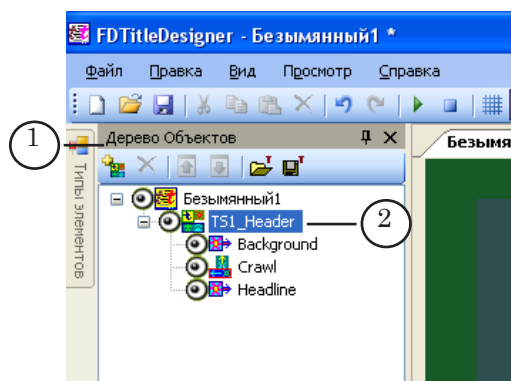 FDTitleDesigner - Безымянный1 *
Файл Правка Вид Просмотр Справка
1
Дерево Объектов
Безымя
Типы элементов
Безымянный1
TS1_Header
2
Background
Crawl
Headline